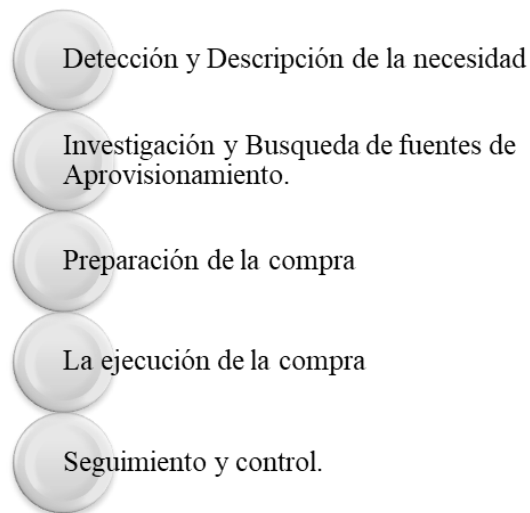 Detección y Descripción de la necesidad
Investigación y Busqueda de fuentes de
Aprovisionamiento.
Preparación de la compra
La ejecución de la compra
Seguimiento y control.